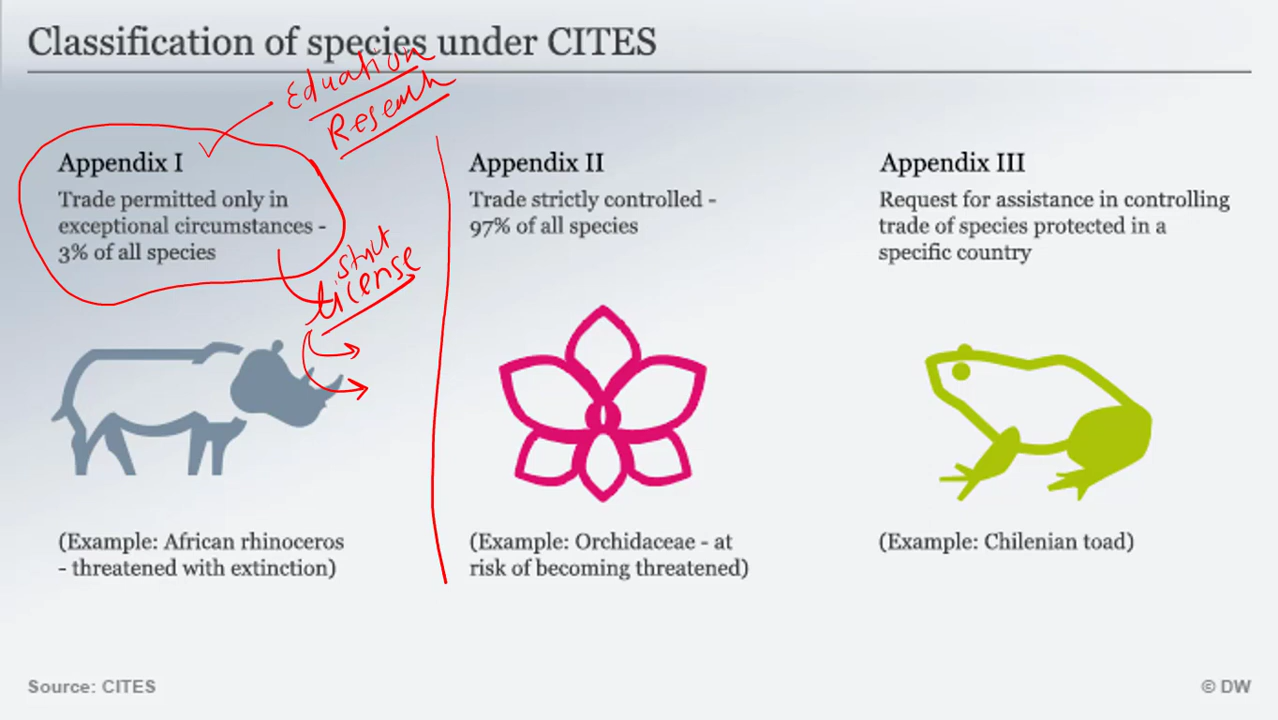 Classification of species under CITES
Eduation
Research
Appendix I
Trade permitted only in
exceptional circumstances -
3% of all species
strict
License
Appendix II
Trade strictly controlled -
97% of all species
Appendix III
Request for assistance in controlling
trade of species protected in a
specific country
(Example: African rhinoceros
- threatened with extinction)
(Example: Orchidaceae - at
risk of becoming threatened)
(Example: Chilenian toad)
Source: CITES
© DW